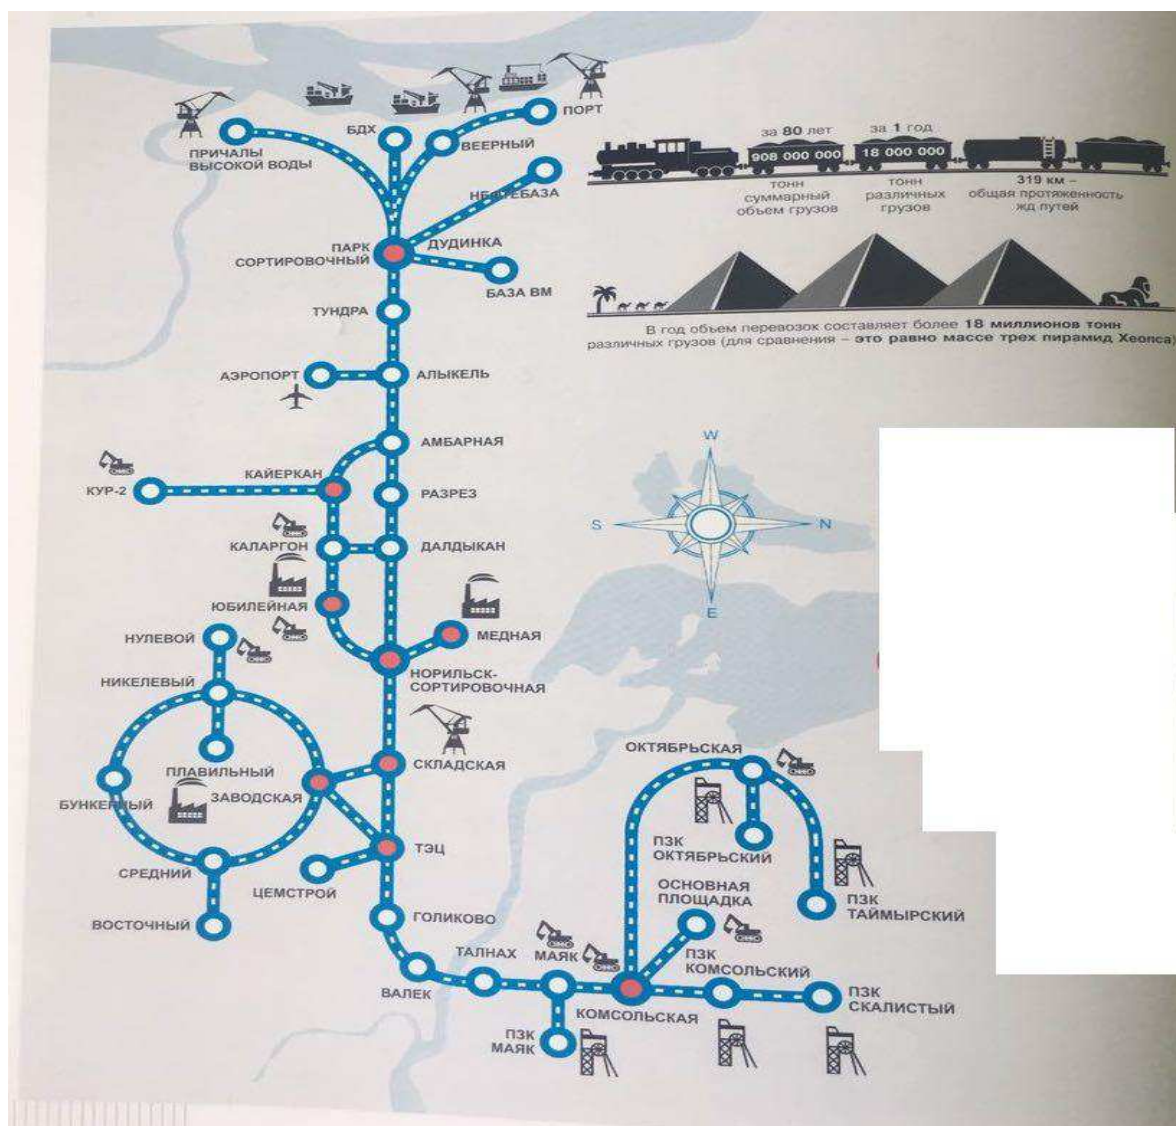 ПОРТ
БДХ
ВЕЕРНЫЙ
ПРИЧАЛЫ
ВЫСОКОЙ ВОДЫ
НЕФТЕБАЗА
ПАРК
СОРТИРОВОЧНЫЙ
ДУДИНКА
БАЗА ВМ
ТУНДРА
АЭРОПОРТ
АЛЫКЕЛЬ
АМБАРНАЯ
КАЙЕРКАН
КУР-2
РАЗРЕЗ
КАЛАРГОН
ДАЛДЫКАН
ЮБИЛЕЙНАЯ
НУЛЕВОЙ
МЕДНАЯ
НИКЕЛЕВЫЙ
НОРИЛЬСК-
СОРТИРОВОЧНАЯ
ПЛАВИЛЬНЫЙ
СКЛАДСКАЯ
БУНКЕРНЫЙ
ЗАВОДСКАЯ
ТЭЦ
СРЕДНИЙ
ЦЕМСТРОЙ
ВОСТОЧНЫЙ
ГОЛИКОВО
ТАЛНАХ
МАЯК
ВАЛЕК
ПЗК
МАЯК
КОМСОЛЬСКАЯ
ОКТЯБРЬСКАЯ
ПЗК
ОКТЯБРЬСКИЙ
ОСНОВНАЯ
ПЛОЩАДКА
ПЗК
ТАЙМЫРСКИЙ
ПЗК
КОМСОЛЬСКИЙ
ПЗК
СКАЛИСТЫЙ
за 80 лет
908 000 000
тонн
суммарный
объем грузов
за 1 год
18 000 000
тонн
различных
грузов
319 км –
общая протяженность
жд путей
В год объем перевозок составляет более 18 миллионов тонн
различных грузов (для сравнения – это равно массе трех пирамид Хеопса)
W
S
N
E